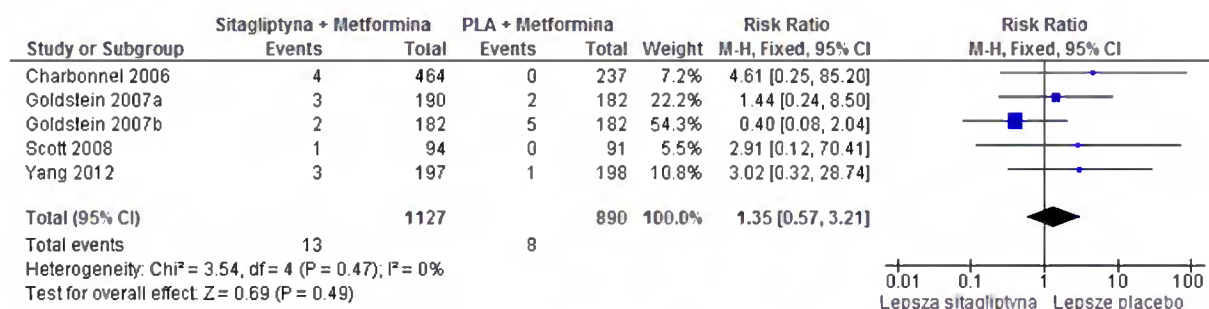 Sitagliptyna + Metformina PLA + Metformina Risk Ratio Risk Ratio
Study or Subgroup Events Total Events Total Weight M-H, Fixed, 95% CI M-H, Fixed, 95% CI
Charbonnel 2006 4 464 0 237 7.2% 4.61 [0.25, 85.20]
Goldslein 2007a 3 190 2 182 22.2% 1.44 [0.24, 8.50]
Goldslein 2007b 2 182 5 182 54.3% 0.40 [0.08, 2.04]
Scott 2008 1 94 0 91 5.5% 2.91 [0.12, 70.41]
Yang 2012 3 197 1 198 10.8% 3.02 [0.32, 28.74]
Total (95% CI) 1127 890 100.0% 1.35 [0.57, 3.21]
Total events 13 8
Heterogeneity: Chi² = 3.54, df = 4 (P = 0.47); I² = 0%
Test for overall effect: Z = 0.69 (P = 0.49)
0.01 0.1 1 10 100
Lepsza sitagliptyna Lepsze placebo